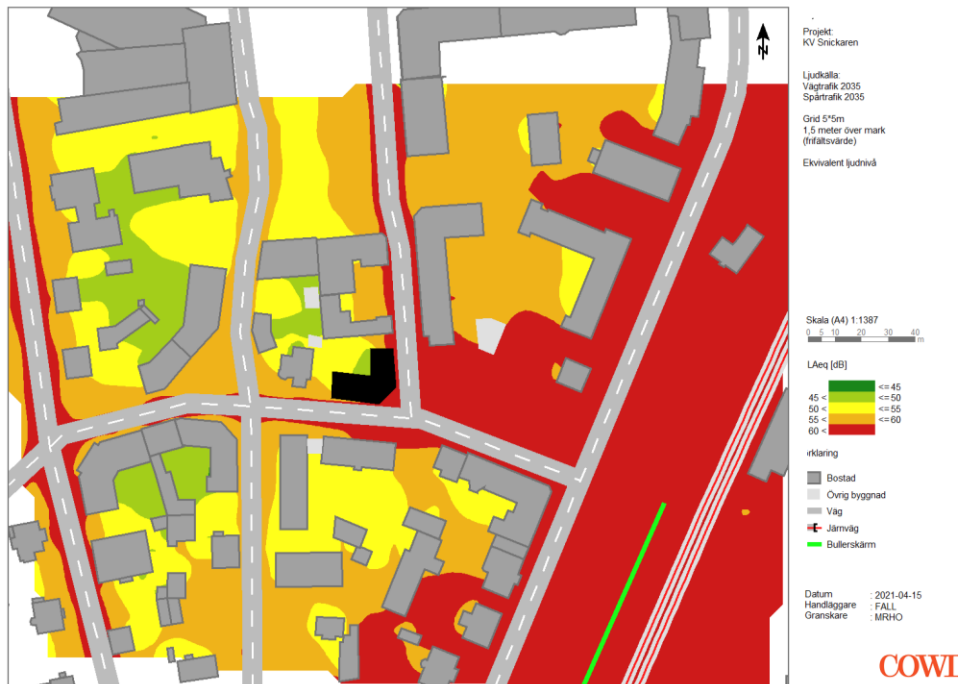 N
.
Projekt:
KV Snickaren
Ljudkälla:
Vägtrafik 2035
Spårtrafik 2035
Grid 5*5m
1,5 meter över mark
(frifältsvärde)
Ekvivalent ljudnivå
Skala (A4) 1:1387
0 5 10 20 30 40
m
LAeq [dB]
<= 45
45 < <= 50
50 < <= 55
55 < <= 60
60 <
rklaring
Bostad
Övrig byggnad
Väg
Järnväg
Bullerskärm
Datum : 2021-04-15
Handläggare : FALL
Granskare : MRHO
COWI